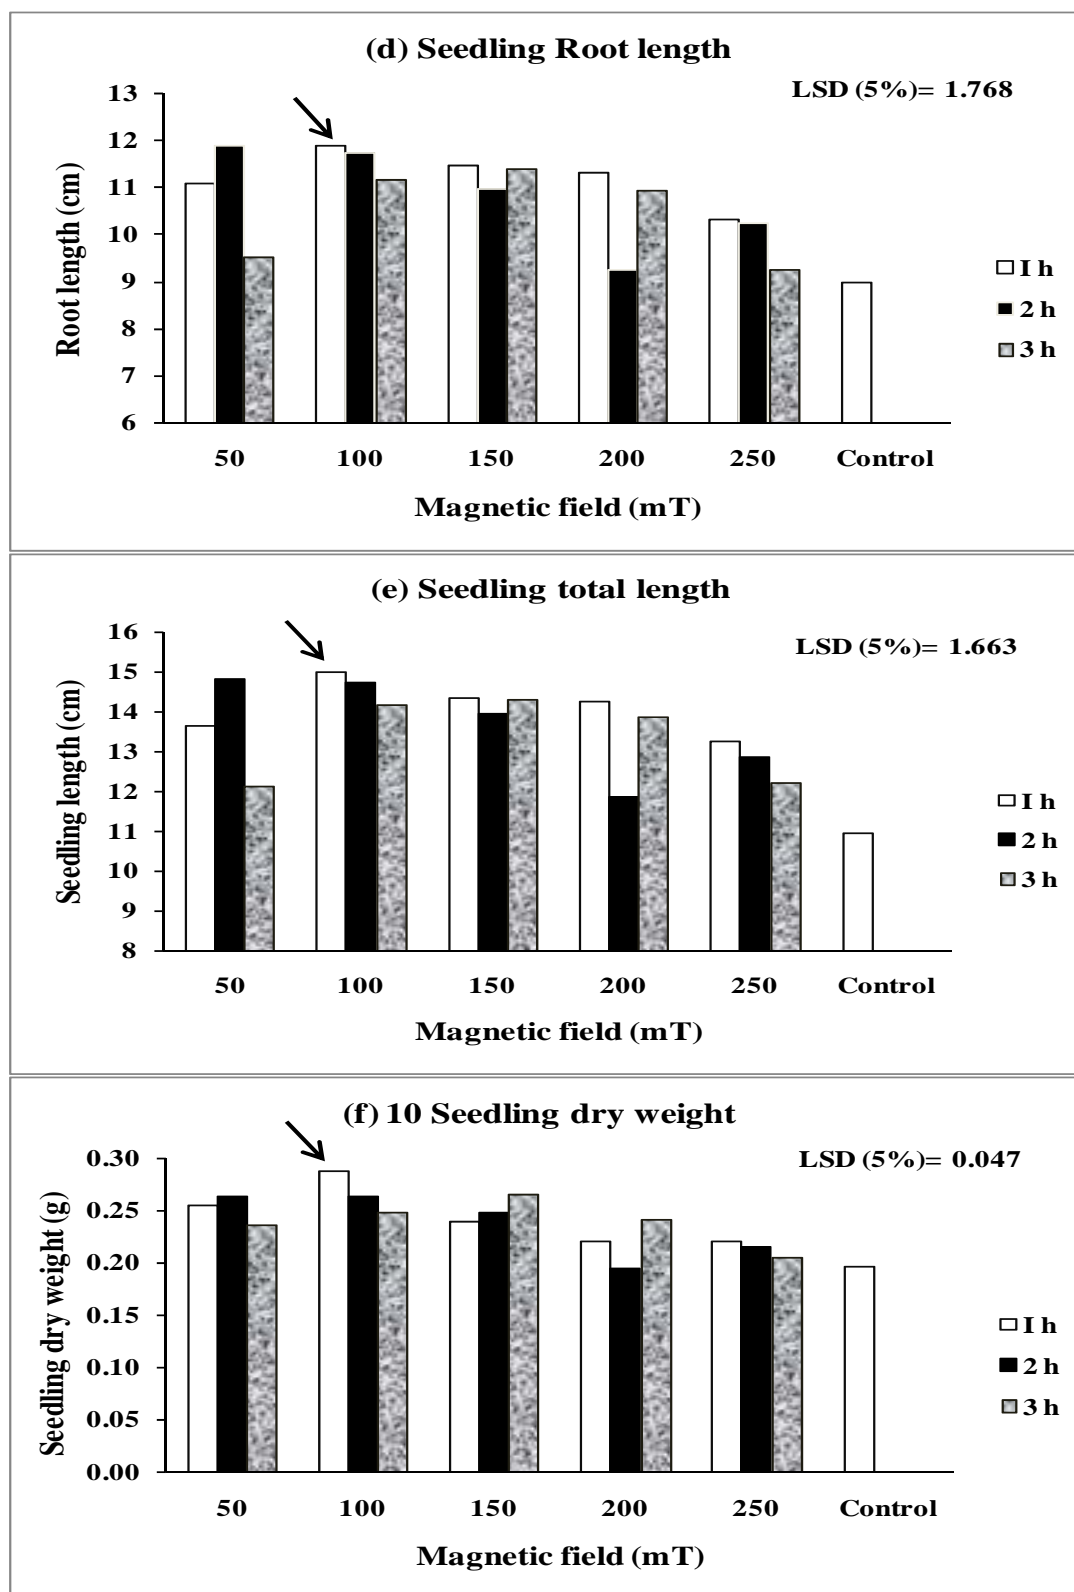 (d) Seedling Root length
LSD (5%)= 1.768
13
12
11
10
9
8
7
6
Root length (cm)
50 100 150 200 250 Control
Magnetic field (mT)
I h
2 h
3 h
(e) Seedling total length
LSD (5%)= 1.663
16
15
14
13
12
11
10
9
8
Seedling length (cm)
50 100 150 200 250 Control
Magnetic field (mT)
I h
2 h
3 h
(f) 10 Seedling dry weight
LSD (5%)= 0.047
0.30
0.25
0.20
0.15
0.10
0.05
0.00
Seedling dry weight (g)
50 100 150 200 250 Control
Magnetic field (mT)
I h
2 h
3 h